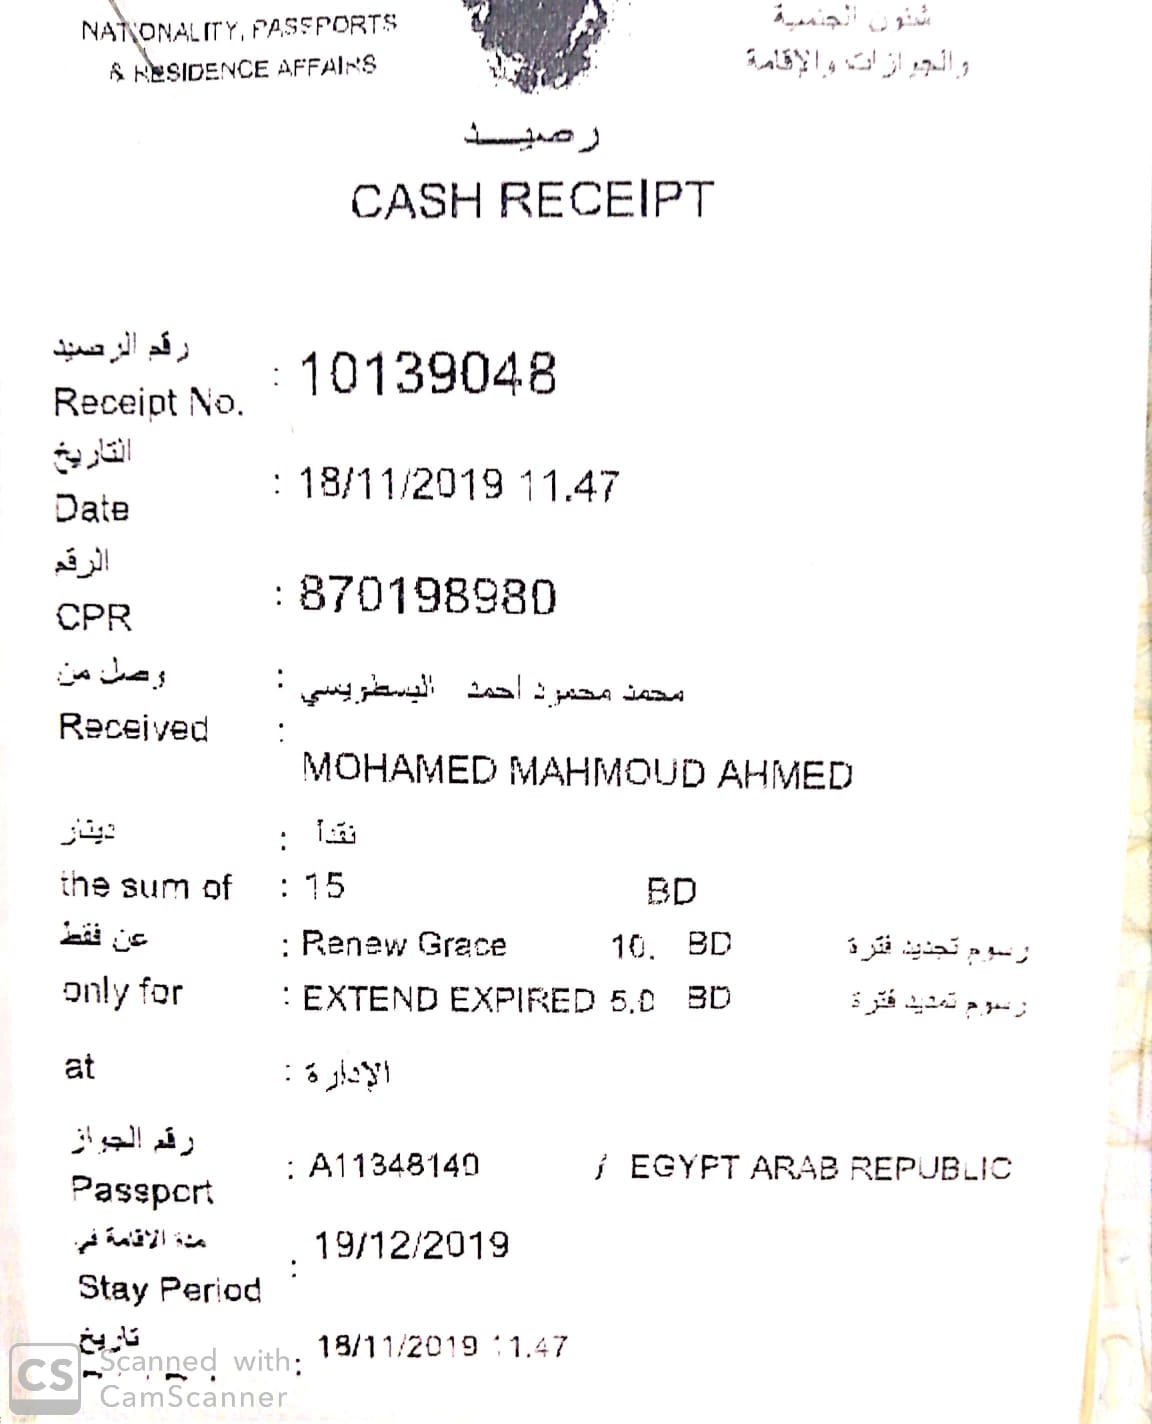 NATIONALITY, PASSPORTS
& RESIDENCE AFFAIRS
شئون الجنسية
والجوازات والإقامة
رصيد
CASH RECEIPT
رقم الرصيد
Receipt No. : 10139048
التاريخ
Date : 18/11/2019 11.47
الرقم
CPR : 870198980
وصل من : محمد محمود احمد البسطويسي
Received :
MOHAMED MAHMOUD AHMED
دينار : نقدأ
the sum of : 15 BD
عن فقط : Renew Grace 10. BD رسوم تجديد فترة
only for : EXTEND EXPIRED 5.0 BD رسوم تمديد فترة
at : الإدارة
رقم الجواز
Passport : A11348140 / EGYPT ARAB REPUBLIC
مدة الاقامة في
Stay Period : 19/12/2019
تاريخ : 18/11/2019 11.47
CS Scanned with
CamScanner